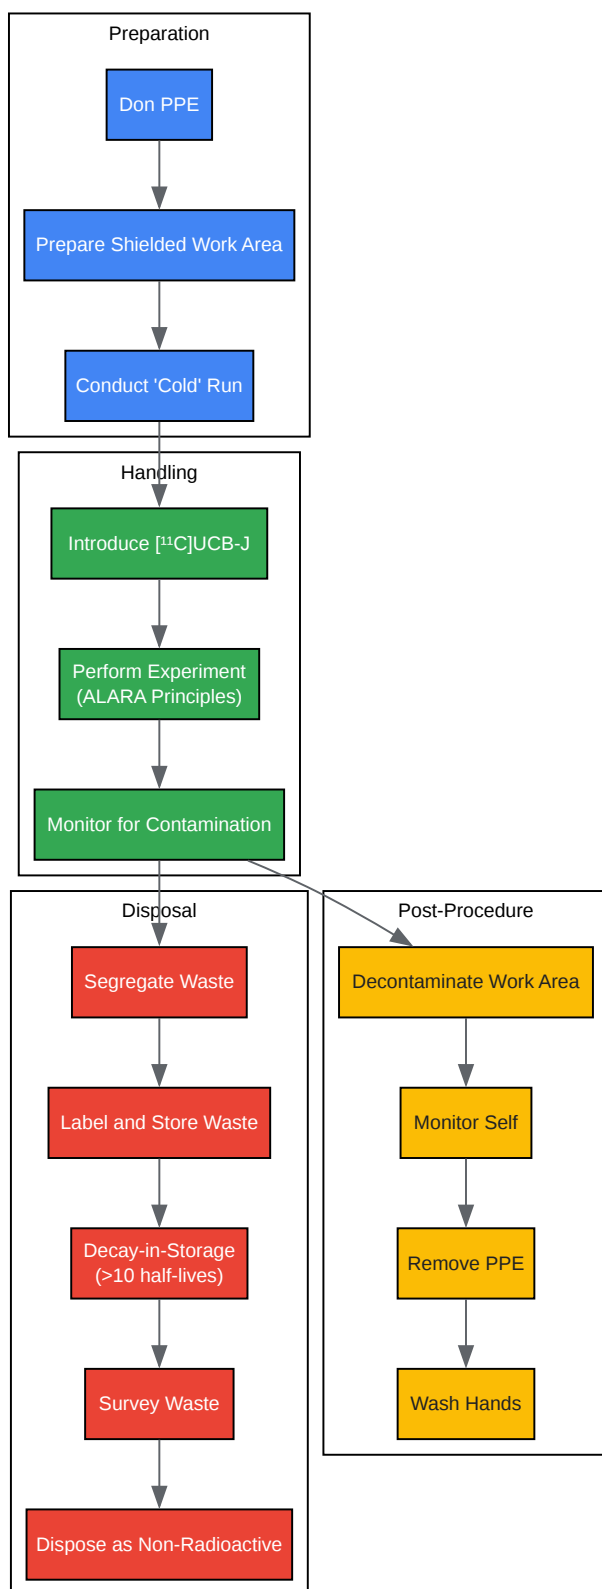 Preparation
Don PPE
Prepare Shielded Work Area
Conduct 'Cold' Run
Handling
Introduce [¹¹C]UCB-J
Perform Experiment
(ALARA Principles)
Monitor for Contamination
Disposal
Segregate Waste
Label and Store Waste
Decay-in-Storage
(>10 half-lives)
Survey Waste
Dispose as Non-Radioactive
Post-Procedure
Decontaminate Work Area
Monitor Self
Remove PPE
Wash Hands